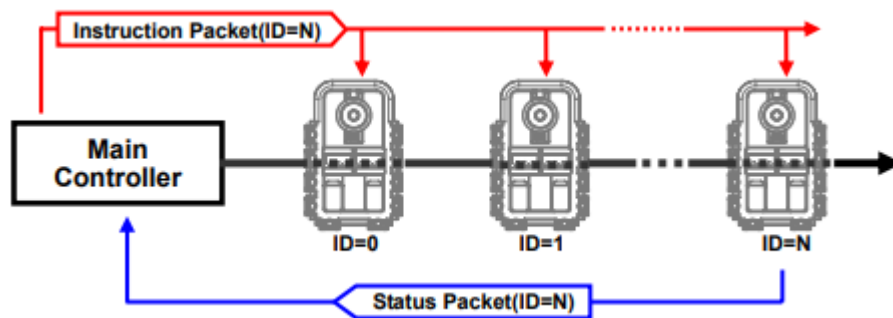 Instruction Packet(ID=N)
Main
Controller
ID=0
ID=1
ID=N
Status Packet(ID=N)